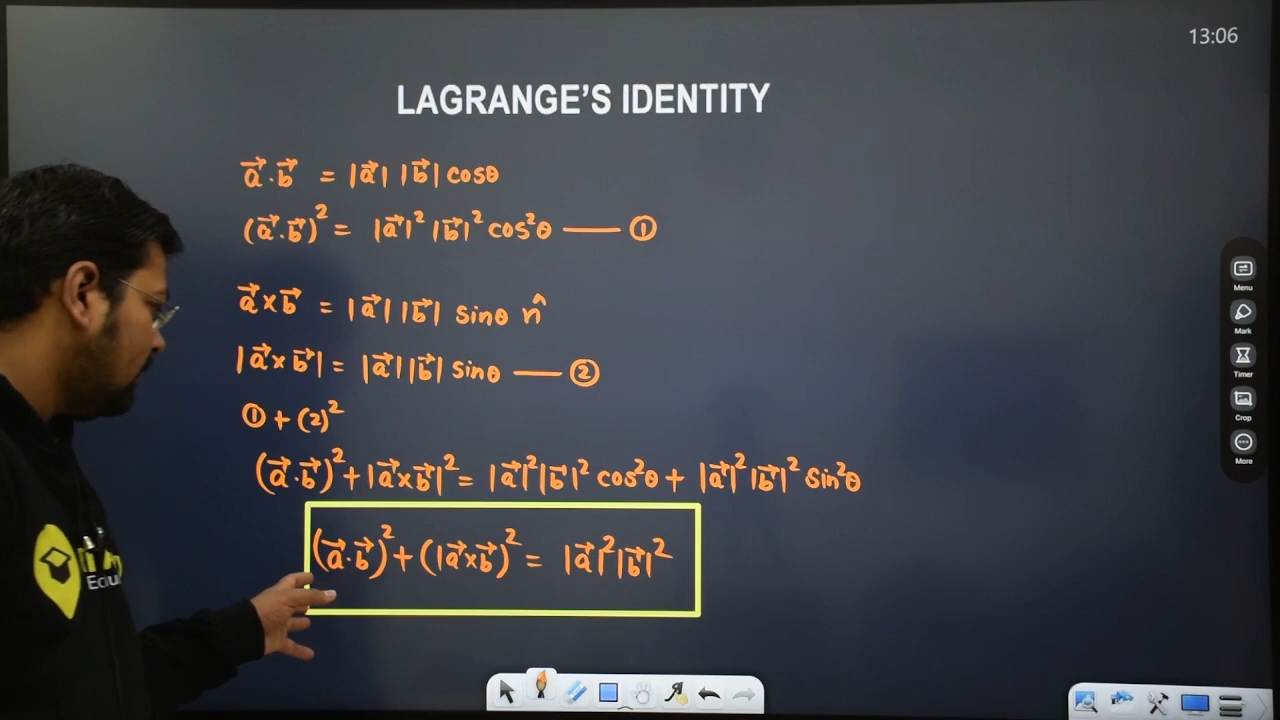 13:06
LAGRANGE'S IDENTITY
a⃗.b⃗ = |a⃗| |b⃗| cosθ
(a⃗.b⃗)² = |a⃗|² |b⃗|² cos²θ —— ①
a⃗×b⃗ = |a⃗| |b⃗| sinθ n̂
|a⃗×b⃗| = |a⃗||b⃗| sinθ —— ②
① + (2)²
(a⃗.b⃗)²+|a⃗×b⃗|² = |a⃗|²|b⃗|² cos²θ + |a⃗|²|b⃗|² sin²θ
(a⃗.b⃗)²+(|a⃗×b⃗|)² = |a⃗|²|b⃗|²
Menu
Mark
Timer
Crop
More